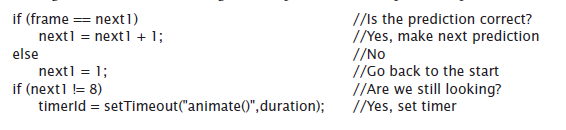 if (frame == next1) //Is the prediction correct?
next1 = next1 + 1; //Yes, make next prediction
else //No
next1 = 1; //Go back to the start
if (next1 != 8) //Are we still looking?
timerId = setTimeout("animate()",duration); //Yes, set timer